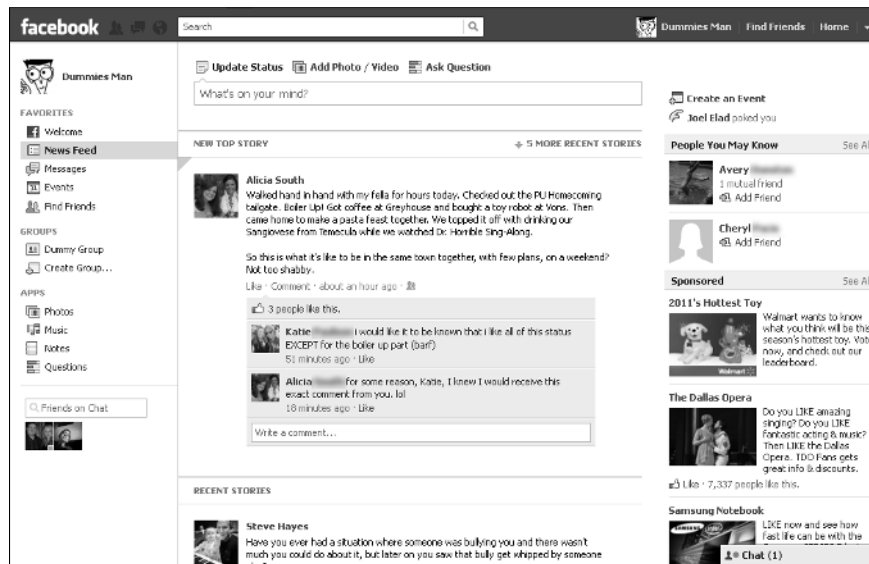 facebook
Search
Dummies Man
Find Friends
Home
Dummies Man
FAVORITES
Welcome
News Feed
Messages
Events
Find Friends
GROUPS
Dummy Group
Create Group...
APPS
Photos
Music
Notes
Questions
Friends on Chat
Update Status Add Photo / Video Ask Question
What's on your mind?
NEW TOP STORY
5 MORE RECENT STORIES
Alicia South
Walked hand in hand with my fella for hours today. Checked out the PU Homecoming
tailgate. Boiler Up! Got coffee at Greyhouse and bought a toy robot at Vons. Then
came home to make a pasta feast together. We topped it off with drinking our
Sangiovese from Temecula while we watched Dr. Horrible Sing-Along.
So this is what it's like to be in the same town together, with few plans, on a weekend?
Not too shabby.
Like · Comment · about an hour ago ·
3 people like this.
Katie i would like it to be known that i like all of this status
EXCEPT for the boiler up part (barf)
51 minutes ago · Like
Alicia for some reason, Katie, I knew I would receive this
exact comment from you. lol
18 minutes ago · Like
Write a comment...
RECENT STORIES
Steve Hayes
Have you ever had a situation where someone was bullying you and there wasn't
much you could do about it, but later on you saw that bully get whipped by someone
Create an Event
Joel Elad poked you
People You May Know
See Al
Avery
1 mutual friend
Add Friend
Cheryl
Add Friend
Sponsored
See Al
2011's Hottest Toy
Walmart wants to know
what you think will be this
season's hottest toy. Vot
now, and check out our
leaderboard.
Walmart
The Dallas Opera
Do you LIKE amazing
singing? Do you LIKE
fantastic acting & music?
Then LIKE the Dallas
Opera. TDO Fans gets
great info & discounts.
Like · 7,337 people like this.
Samsung Notebook
SAMSUNG
LIKE now and see how
fast life can be with the
Chat (1)